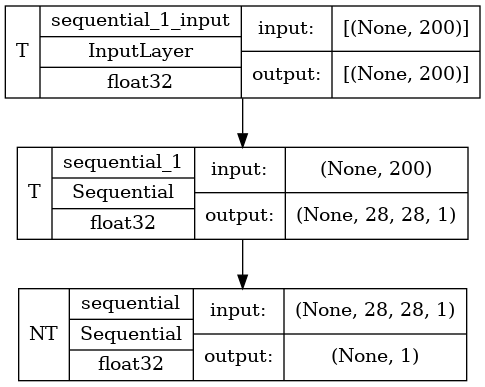 T sequential_1_input InputLayer float32 input: [(None, 200)] output: [(None, 200)]
T sequential_1 Sequential float32 input: (None, 200) output: (None, 28, 28, 1)
NT sequential Sequential float32 input: (None, 28, 28, 1) output: (None, 1)